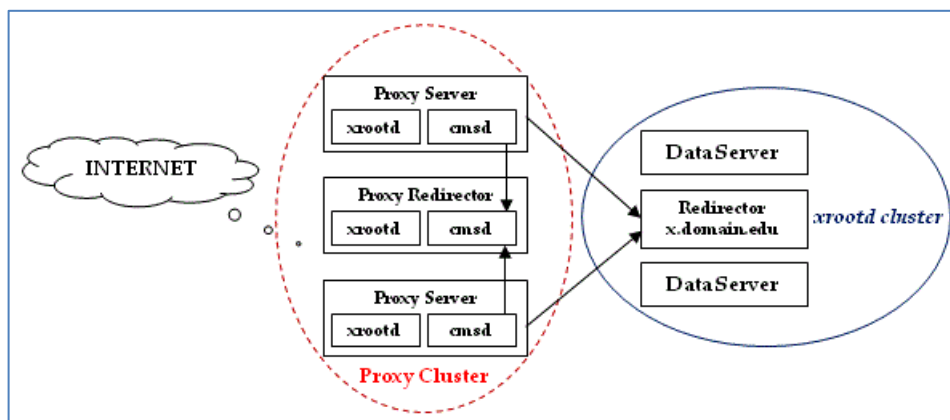 INTERNET
Proxy Server
xrootd cmsd
Proxy Redirector
xrootd cmsd
Proxy Server
xrootd cmsd
Proxy Cluster
DataServer
Redirector
x.domain.edu
DataServer
xrootd cluster